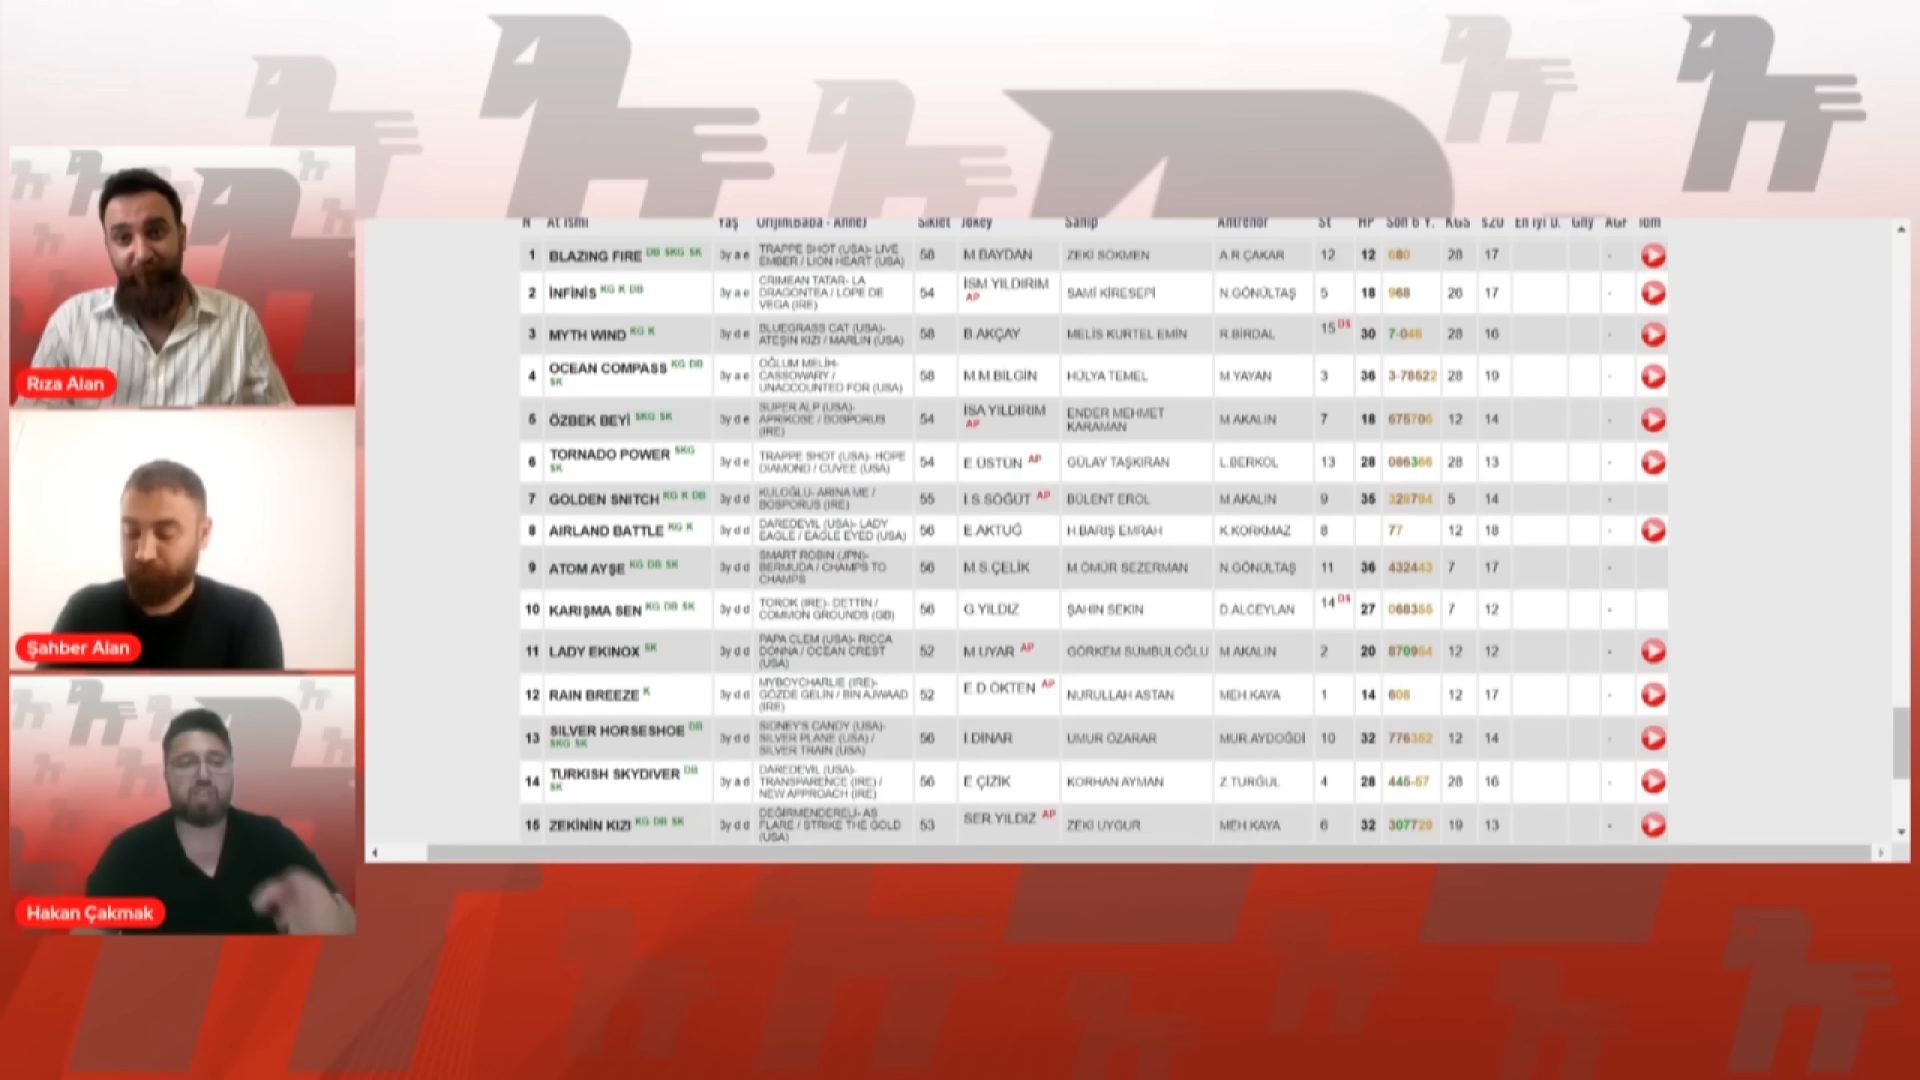 N At İsmi Yaş Orijin(Baba - Anne) Sıklet Jokey Sahip Antrenör St HP Son 6 Y. KGS s20 En İyi D. Gny AGF İdm
1 BLAZING FIRE DB SKG SK 3y a e TRAPPE SHOT (USA)- LIVE EMBER / LION HEART (USA) 58 M.BAYDAN ZEKİ SÖKMEN A.R.ÇAKAR 12 12 680 28 17 -
2 İNFİNİS KG K DB 3y a e CRIMEAN TATAR- LA DRAGONTEA / LOPE DE VEGA (IRE) 54 İSM.YILDIRIM AP SAMİ KİRESEPİ N.GÖNÜLTAŞ 5 18 968 26 17 -
3 MYTH WIND KG K 3y d e BLUEGRASS CAT (USA)- ATEŞİN KIZI / MARLIN (USA) 58 B.AKÇAY MELİS KURTEL EMİN R.BİRDAL 15 DS 30 7-046 28 16 -
4 OCEAN COMPASS KG DB SK 3y a e OĞLUM MELİH- CASSOWARY / UNACCOUNTED FOR (USA) 58 M.M.BİLGİN HÜLYA TEMEL M.YAYAN 3 36 3-78622 28 19 -
5 ÖZBEK BEYİ SKG SK 3y d e SUPER ALP (USA)- APRIKOSE / BOSPORUS (IRE) 54 İSA YILDIRIM AP ENDER MEHMET KARAMAN M.AKALIN 7 18 675706 12 14 -
6 TORNADO POWER SKG SK 3y d e TRAPPE SHOT (USA)- HOPE DIAMOND / CUVEE (USA) 54 E.ÜSTÜN AP GÜLAY TAŞKIRAN L.BERKOL 13 28 086366 28 13 -
7 GOLDEN SNITCH KG K DB 3y d d KULOĞLU- ARINA ME / BOSPORUS (IRE) 55 İ.S.SÖĞÜT AP BÜLENT EROL M.AKALIN 9 35 328794 5 14 -
8 AIRLAND BATTLE KG K 3y d d DAREDEVIL (USA)- LADY EAGLE / EAGLE EYED (USA) 56 E.AKTUĞ H.BARIŞ EMRAH K.KORKMAZ 8 77 12 18 -
9 ATOM AYŞE KG DB SK 3y d d SMART ROBIN (JPN)- BERMUDA / CHAMPS TO CHAMPS 56 M.S.ÇELİK M.ÖMÜR SEZERMAN N.GÖNÜLTAŞ 11 36 432443 7 17 -
10 KARIŞMA SEN KG DB SK 3y d d TOROK (IRE)- DETTIN / COMMON GROUNDS (GB) 56 G.YILDIZ ŞAHİN SEKİN D.ALCEYLAN 14 DS 27 068355 7 12 -
11 LADY EKINOX SK 3y d d PAPA CLEM (USA)- RICCA DONNA / OCEAN CREST (USA) 52 M.UYAR AP GÖRKEM SÜMBÜLOĞLU M.AKALIN 2 20 870954 12 12 -
12 RAIN BREEZE K 3y d d MYBOYCHARLIE (IRE)- GÖZDE GELİN / BIN AJWAAD (IRE) 52 E.D.ÖKTEN AP NURULLAH ASTAN MEH.KAYA 1 14 608 12 17 -
13 SILVER HORSESHOE DB SKG SK 3y d d SIDNEY'S CANDY (USA)- SILVER PLANE (USA) / SILVER TRAIN (USA) 56 İ.DİNAR UMUR ÖZARAR MUR.AYDOĞDİ 10 32 776352 12 14 -
14 TURKISH SKYDIVER DB SK 3y a d DAREDEVIL (USA)- TRANSPARENCE (IRE) / NEW APPROACH (IRE) 56 E.ÇİZİK KORHAN AYMAN Z.TURGUL 4 28 446-57 28 16 -
15 ZEKİNİN KIZI KG DB SK 3y d d DEĞİRMENDERELİ- AS FLARE / STRIKE THE GOLD (USA) 53 SER.YILDIZ AP ZEKİ UYGUR MEH.KAYA 6 32 307729 19 13 -
Rıza Alan
Şahber Alan
Hakan Çakmak